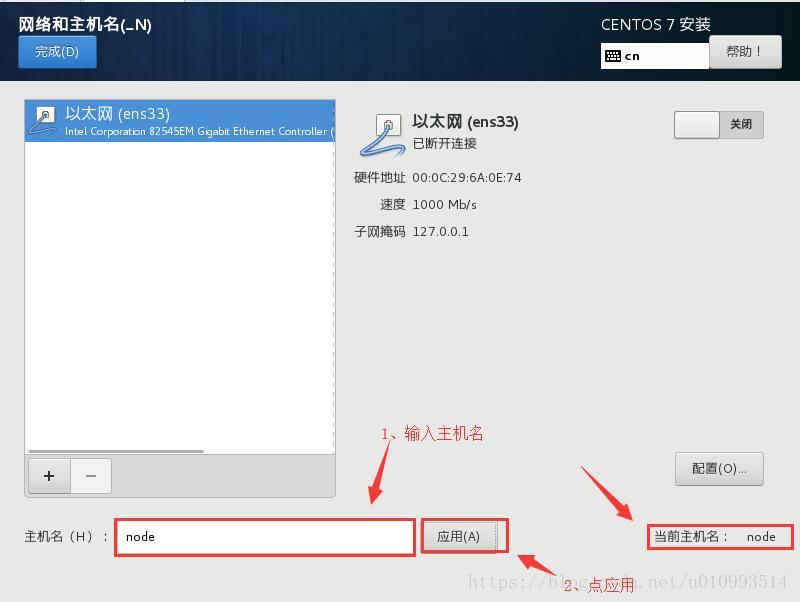 网络和主机名(_N)
完成(D)
CENTOS 7 安装
cn
帮助！
以太网 (ens33)
Intel Corporation 82545EM Gigabit Ethernet Controller (
以太网 (ens33)
已断开连接
关闭
硬件地址 00:0C:29:6A:0E:74
速度 1000 Mb/s
子网掩码 127.0.0.1
1、输入主机名
+ −
配置(O)...
主机名（H）： node
应用(A)
当前主机名： node
2、点应用
https://blog.csdn.net/u010993514